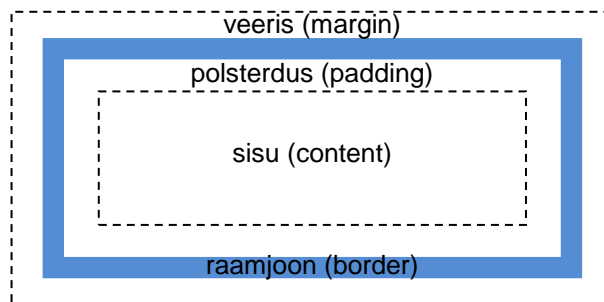 veeris (margin)
polsterdus (padding)
sisu (content)
raamjoon (border)